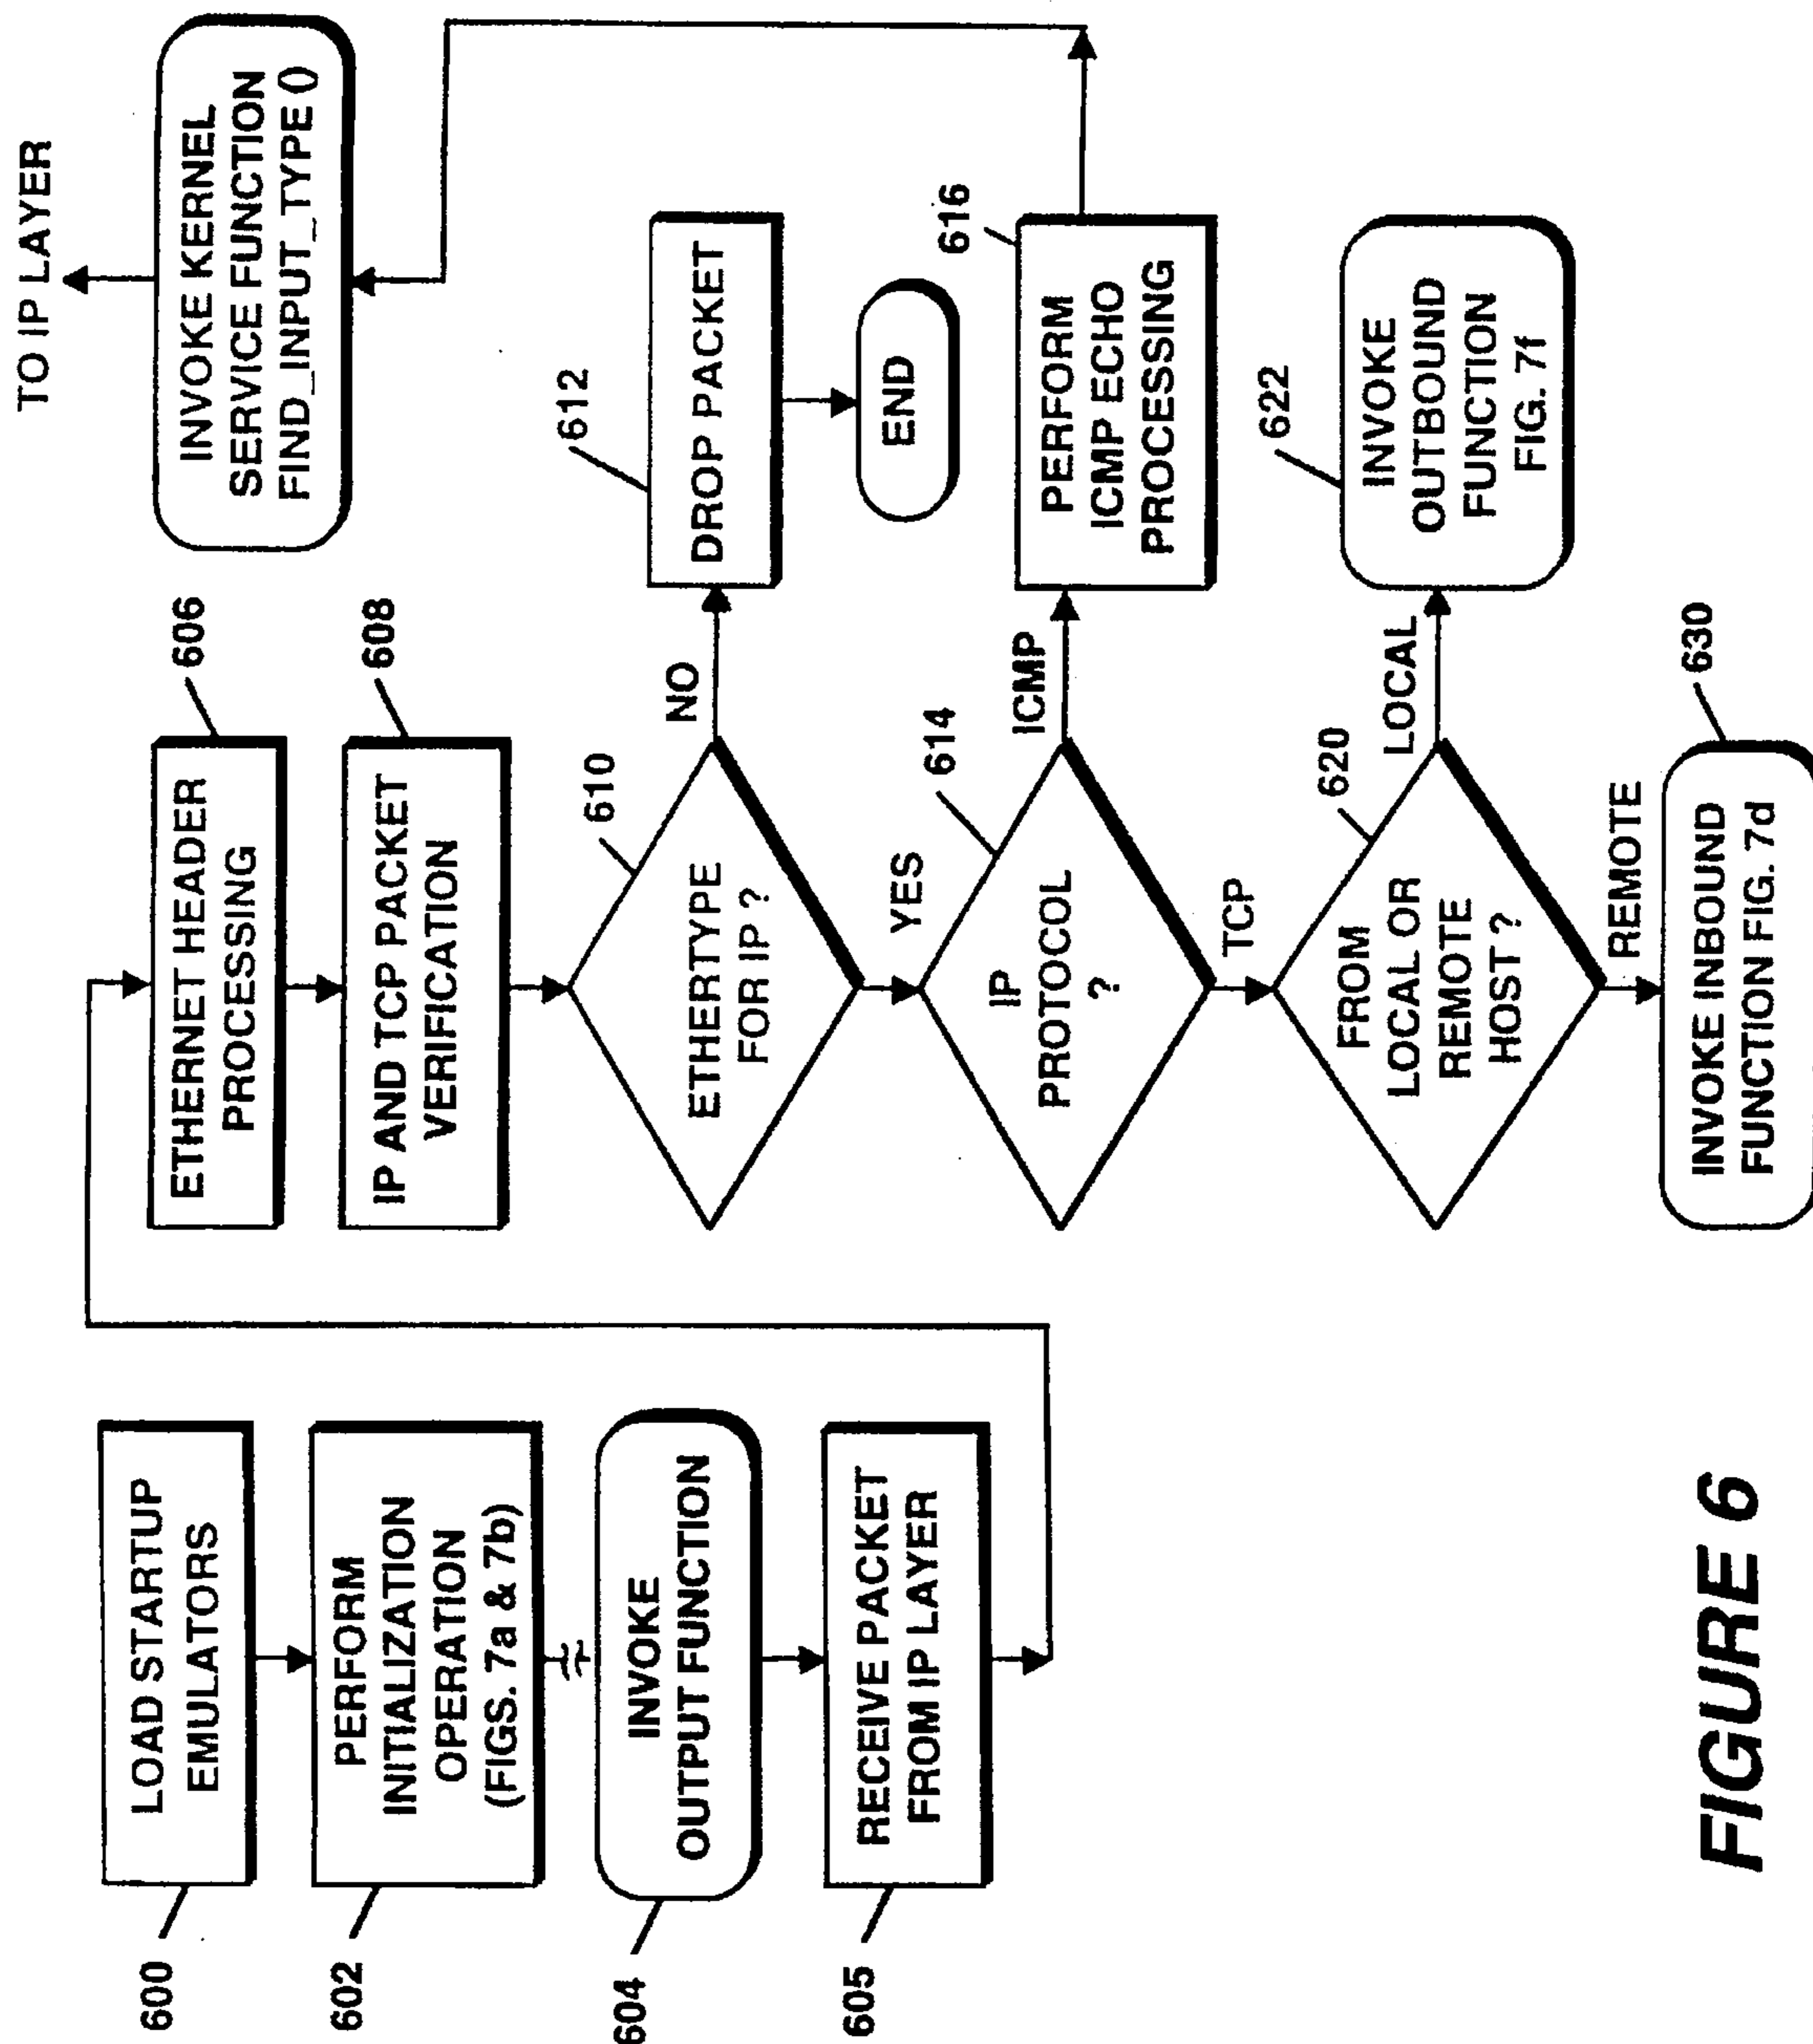 600
LOAD STARTUP
EMULATORS
602
PERFORM
INITIALIZATION
OPERATION
(FIGS. 7a & 7b)
604
INVOKE
OUTPUT FUNCTION
605
RECEIVE PACKET
FROM IP LAYER
606
ETHERNET HEADER
PROCESSING
608
IP AND TCP PACKET
VERIFICATION
610
ETHERTYPE
FOR IP ?
NO
612
DROP PACKET
END
YES
614
IP
PROTOCOL
?
ICMP
616
PERFORM
ICMP ECHO
PROCESSING
TO IP LAYER
INVOKE KERNEL
SERVICE FUNCTION
FIND_INPUT_TYPE ()
TCP
620
FROM
LOCAL OR
REMOTE
HOST ?
LOCAL
622
INVOKE
OUTBOUND
FUNCTION
FIG. 7f
REMOTE
630
INVOKE INBOUND
FUNCTION FIG. 7d
FIGURE 6